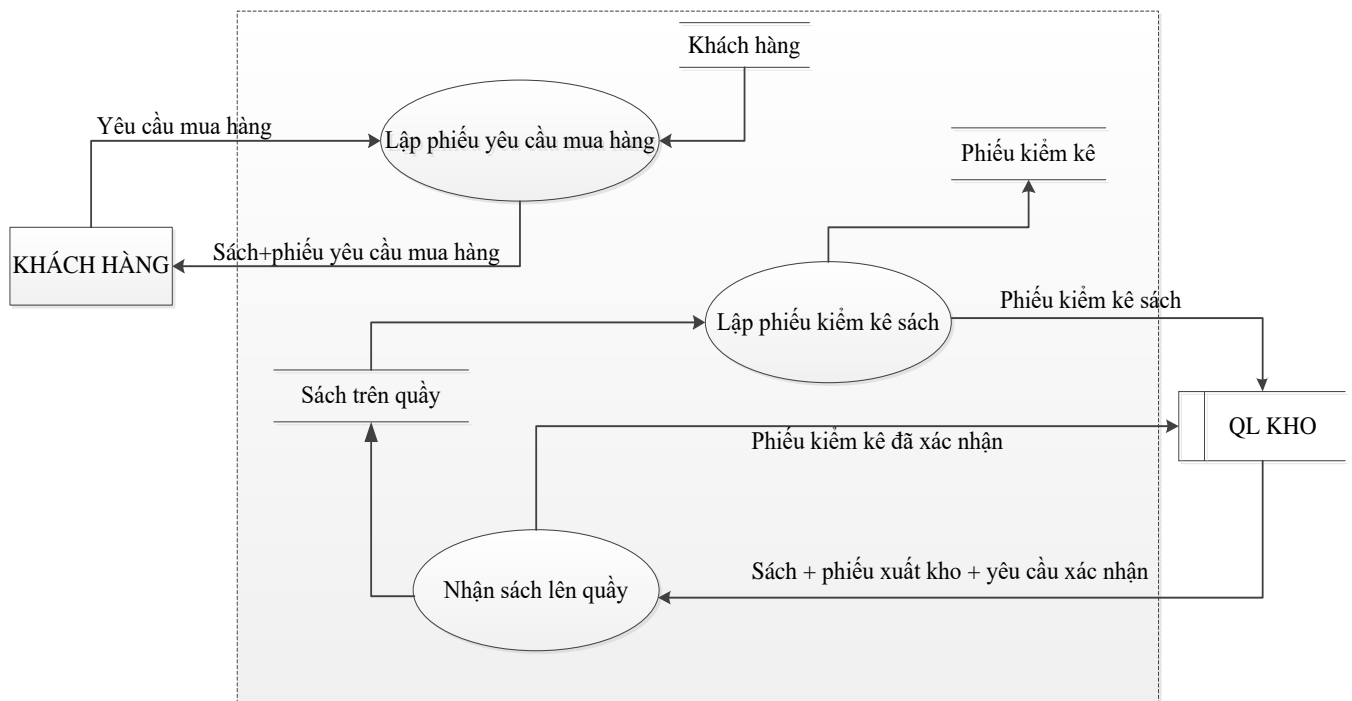 Khách hàng
Yêu cầu mua hàng
Lập phiếu yêu cầu mua hàng
Phiếu kiểm kê
KHÁCH HÀNG
Sách+phiếu yêu cầu mua hàng
Lập phiếu kiểm kê sách
Phiếu kiểm kê sách
Sách trên quầy
QL KHO
Phiếu kiểm kê đã xác nhận
Nhận sách lên quầy
Sách + phiếu xuất kho + yêu cầu xác nhận